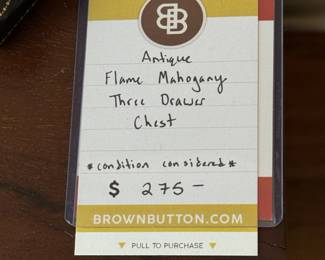 BB
Antique
Flame Mahogany
Three Drawer
Chest
*condition considered*
$ 275-
BROWNBUTTON.COM
PULL TO PURCHASE